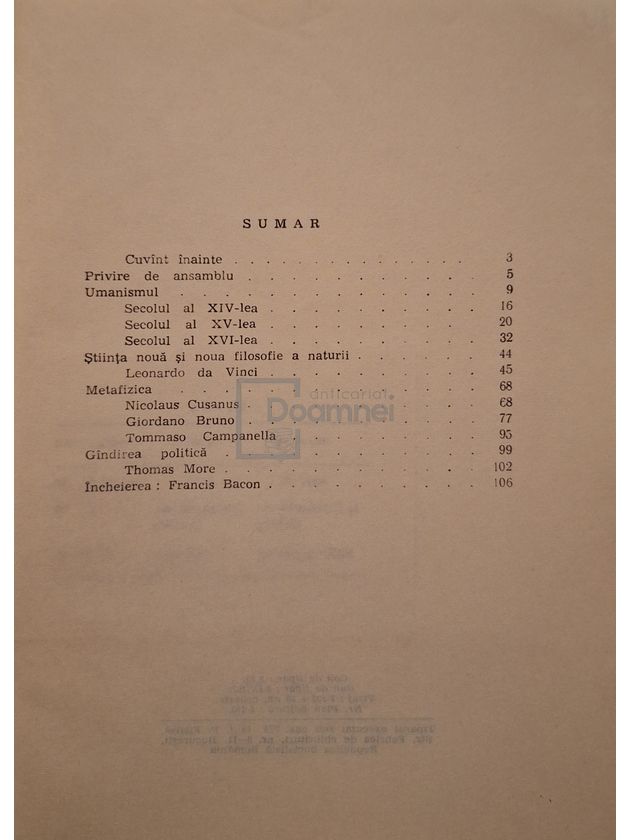 SUMAR
Cuvînt înainte . . . . . . . . . . . . 3
Privire de ansamblu . . . . . . . . . . . 5
Umanismul . . . . . . . . . . . . . 9
Secolul al XIV-lea . . . . . . . . . . 16
Secolul al XV-lea . . . . . . . . . . 20
Secolul al XVI-lea . . . . . . . . . . 32
Știința nouă și noua filosofie a naturii . . . . . . 44
Leonardo da Vinci . . . . . . . . . . 45
Metafizica . . . . . . . . . . . . . 68
Nicolaus Cusanus . . . . . . . . . . . 68
Giordano Bruno . . . . . . . . . . . 77
Tommaso Campanella . . . . . . . . . 95
Gîndirea politică . . . . . . . . . . . . 99
Thomas More . . . . . . . . . . . . 102
Încheierea : Francis Bacon . . . . . . . . . . 106
anticariat
Doamnei